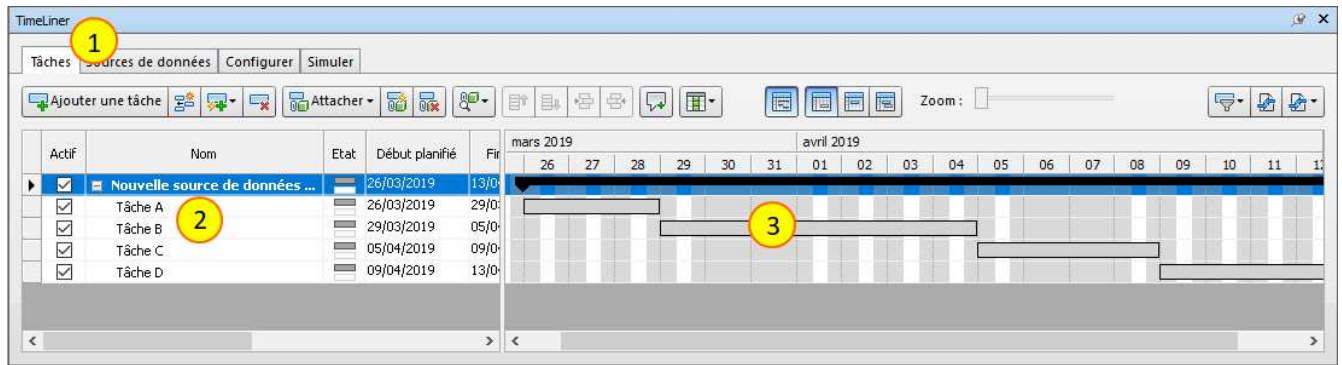 TimeLiner
1
Tâches Sources de données Configurer Simuler
Ajouter une tâche Attacher Zoom :
mars 2019 avril 2019
Actif Nom Etat Début planifié Fin
26 27 28 29 30 31 01 02 03 04 05 06 07 08 09 10 11
Nouvelle source de données ... 26/03/2019 13/0
Tâche A 26/03/2019 29/0
2
Tâche B 29/03/2019 05/0
3
Tâche C 05/04/2019 09/0
Tâche D 09/04/2019 13/0